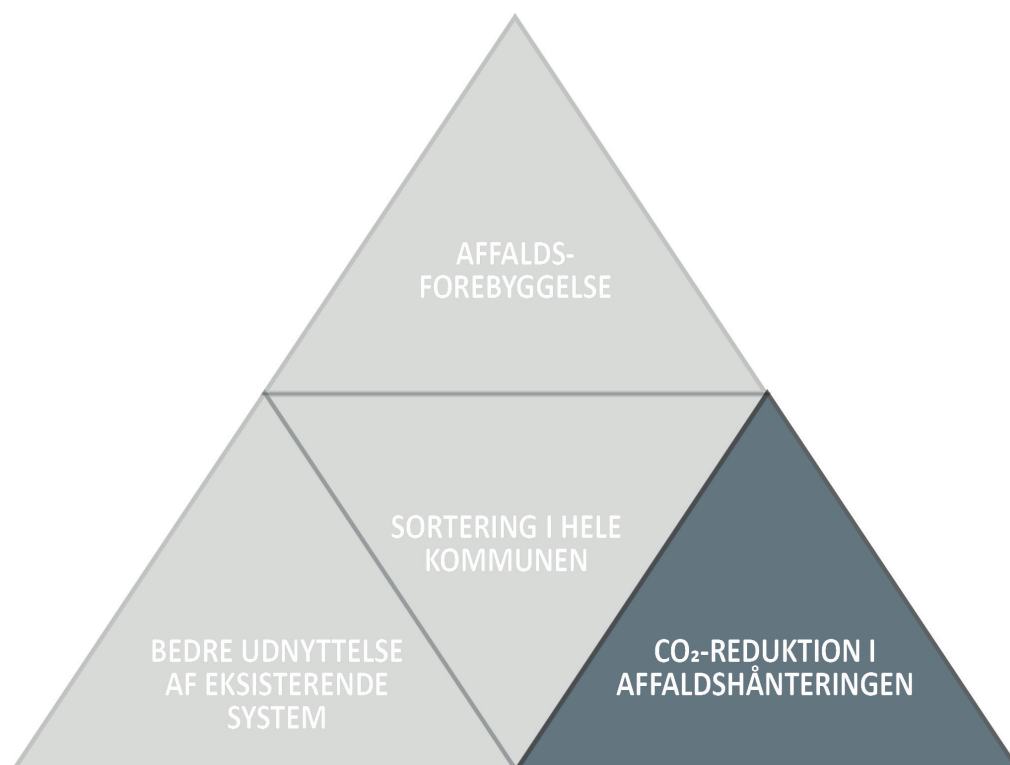 AFFALDS-
FOREBYGGELSE
SORTERING I HELE
KOMMUNEN
BEDRE UDNYTTELSE
AF EKSISTERENDE
SYSTEM
CO₂-REDUKTION I
AFFALDSHÅNTERINGEN